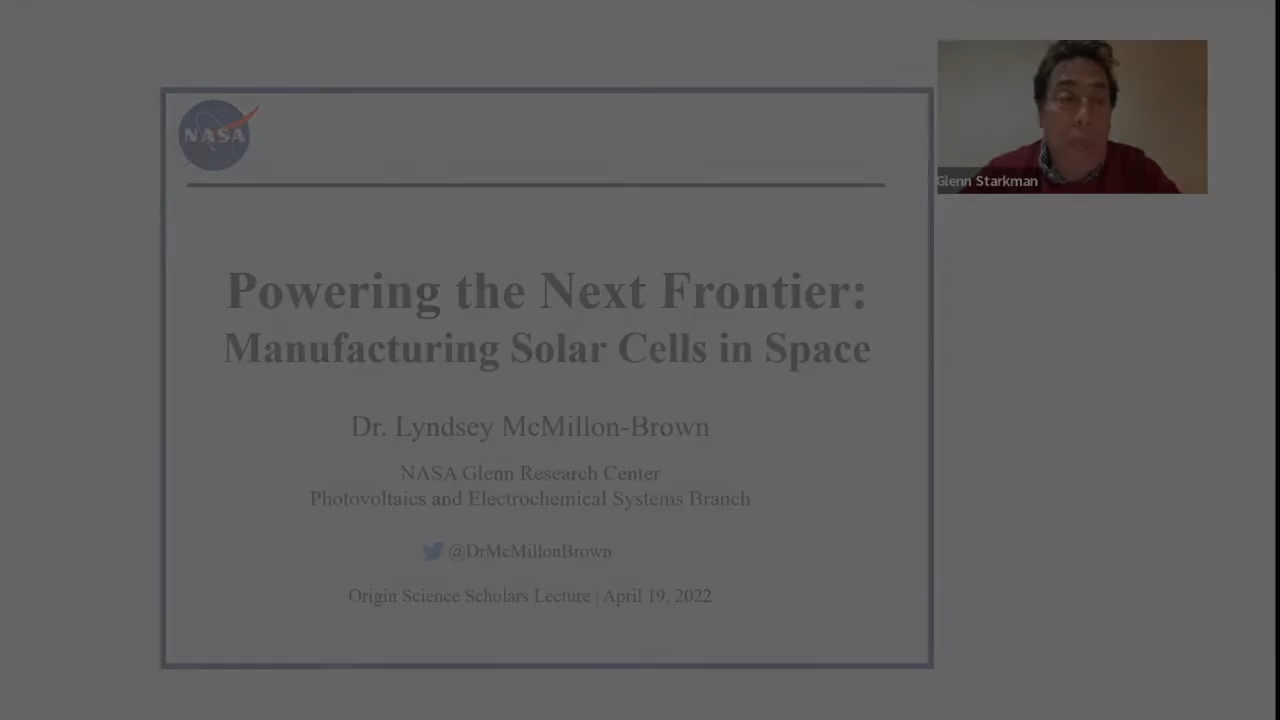 NASA
Glenn Starkman
Powering the Next Frontier:
Manufacturing Solar Cells in Space
Dr. Lyndsey McMillon-Brown
NASA Glenn Research Center
Photovoltaics and Electrochemical Systems Branch
@DrMcMillonBrown
Origin Science Scholars Lecture | April 19, 2022